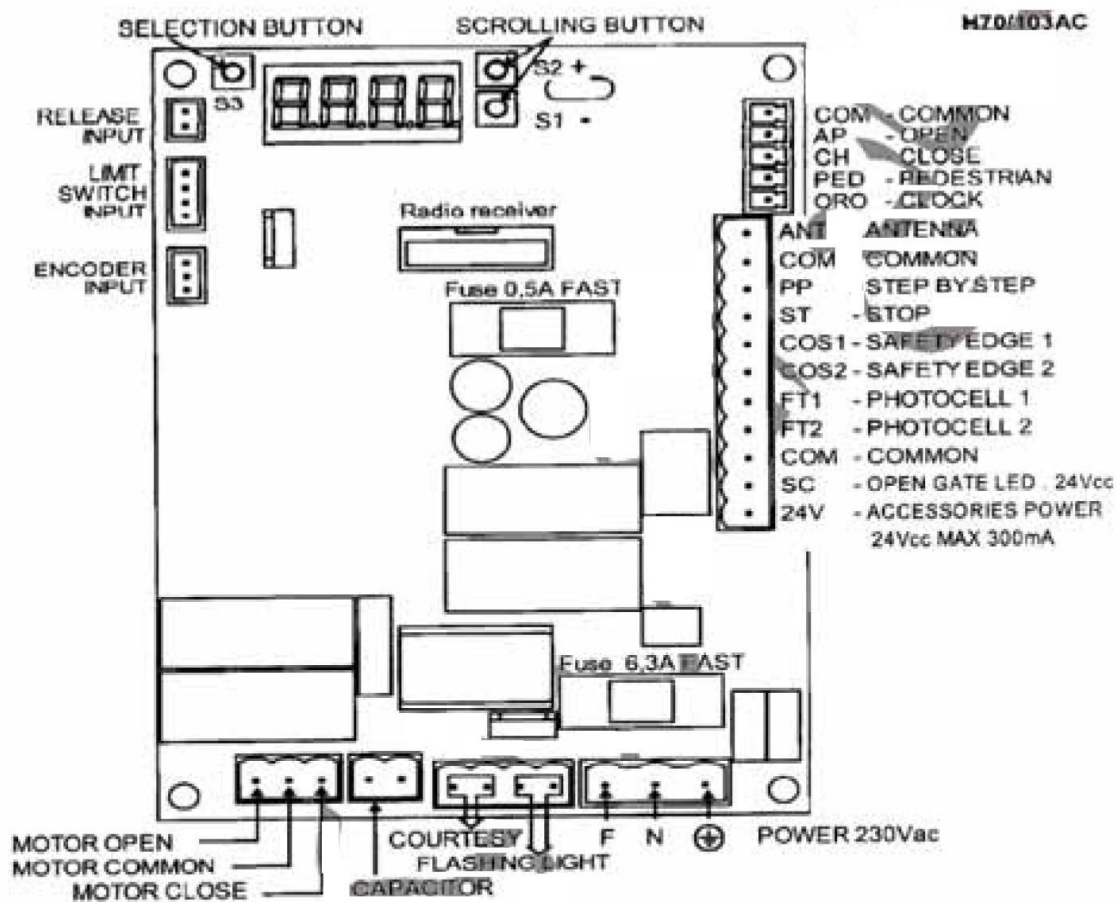 SELECTION BUTTON
SCROLLING BUTTON
H70/103AC
S3
S2 +
S1 -
RELEASE
INPUT
LIMIT
SWITCH
INPUT
ENCODER
INPUT
Radio receiver
Fuse 0,5A FAST
COM - COMMON
AP - OPEN
CH - CLOSE
PED - PEDESTRIAN
ORO - CLOCK
ANT ANTENNA
COM COMMON
PP STEP BY STEP
ST - STOP
COS1 - SAFETY EDGE 1
COS2 - SAFETY EDGE 2
FT1 - PHOTOCELL 1
FT2 - PHOTOCELL 2
COM - COMMON
SC - OPEN GATE LED . 24Vcc
24V - ACCESSORIES POWER
24Vcc MAX 300mA
Fuse 6,3A FAST
MOTOR OPEN
MOTOR COMMON
MOTOR CLOSE
CAPACITOR
COURTESY
FLASHING LIGHT
F N
POWER 230Vac